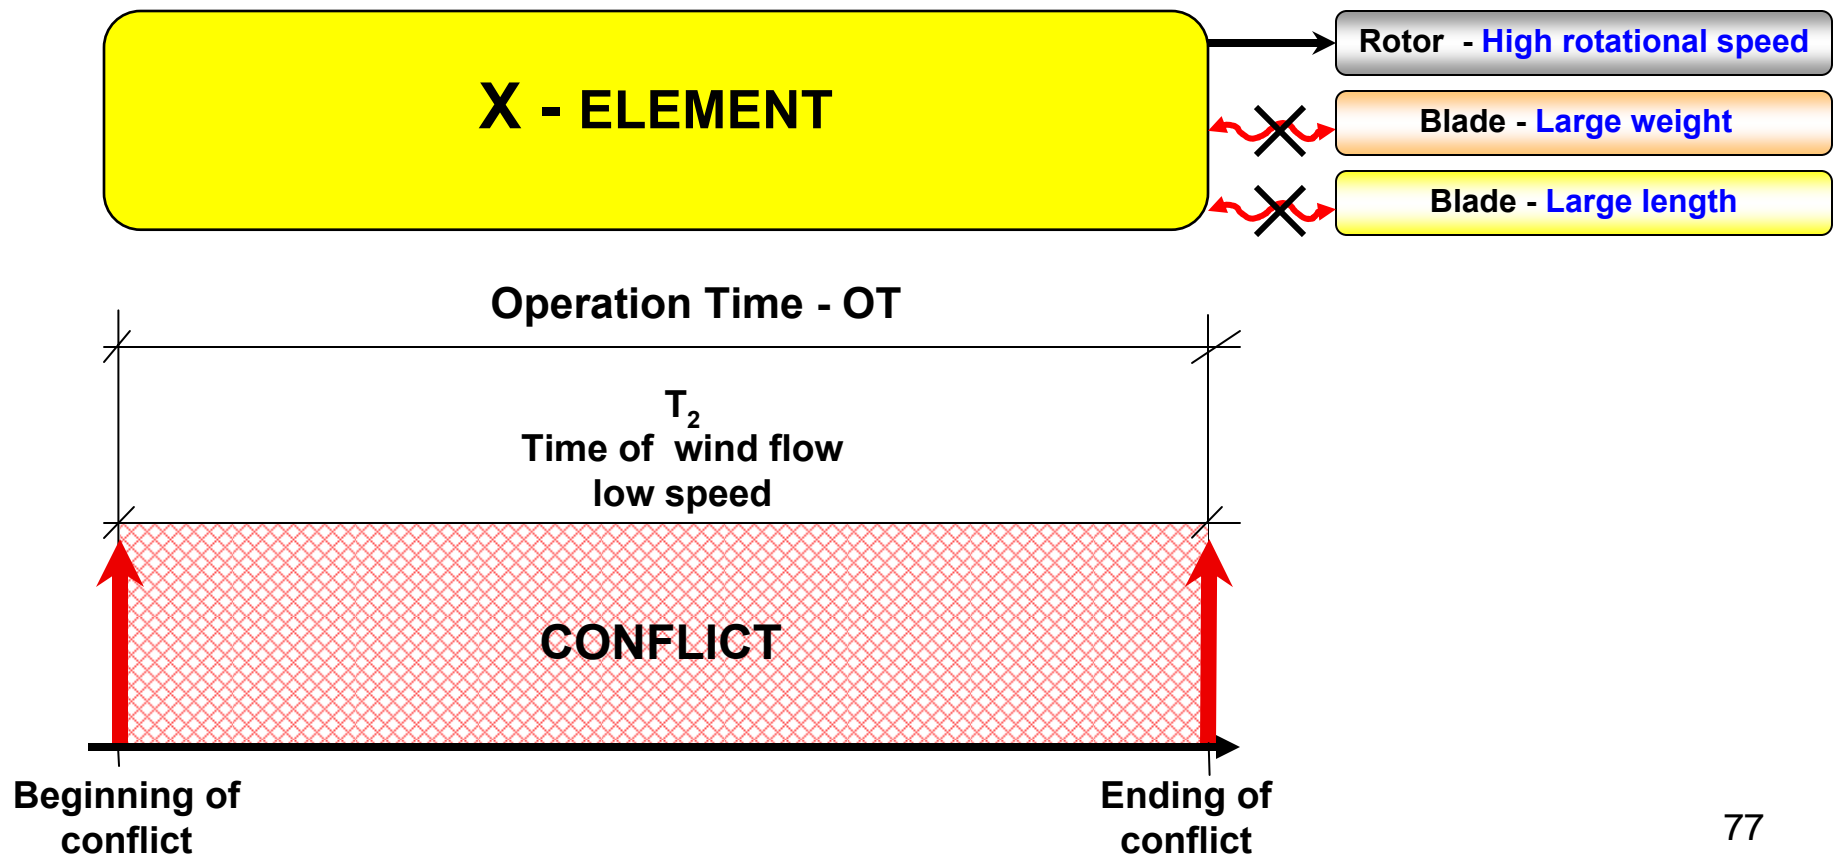 X - ELEMENT
Rotor - High rotational speed
Blade - Large weight
Blade - Large length
Operation Time - OT
T2
Time of wind flow
low speed
CONFLICT
Beginning of
conflict
Ending of
conflict
77